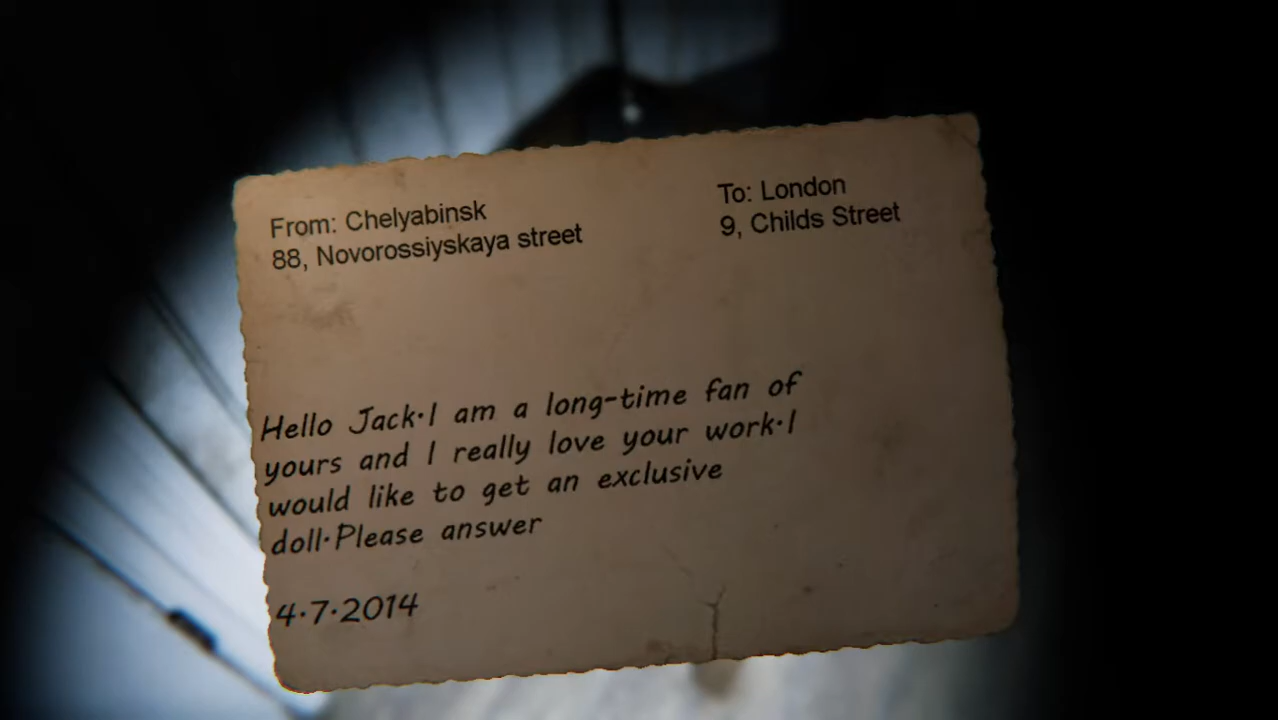 From: Chelyabinsk
88, Novorossiyskaya street
To: London
9, Childs Street
Hello Jack.I am a long-time fan of
yours and I really love your work.I
would like to get an exclusive
doll.Please answer
4.7.2014